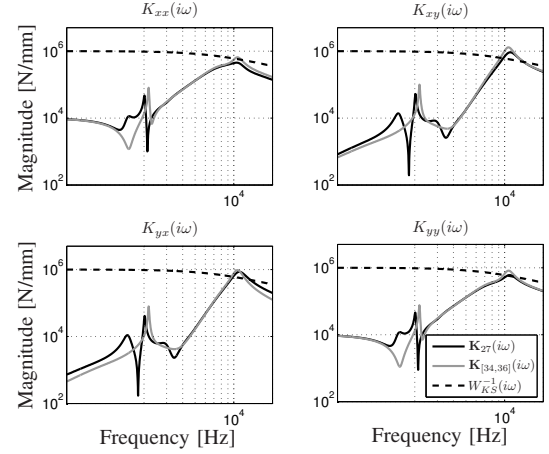 K_{xx}(iω)
K_{xy}(iω)
Magnitude [N/mm]
10^6
10^4
10^2
10^4
10^6
10^4
10^2
10^4
K_{yx}(iω)
K_{yy}(iω)
Magnitude [N/mm]
10^6
10^4
10^2
10^4
10^6
10^4
10^2
10^4
K_{27}(iω)
K_{[34,36]}(iω)
W_{KS}^{-1}(iω)
Frequency [Hz]
Frequency [Hz]